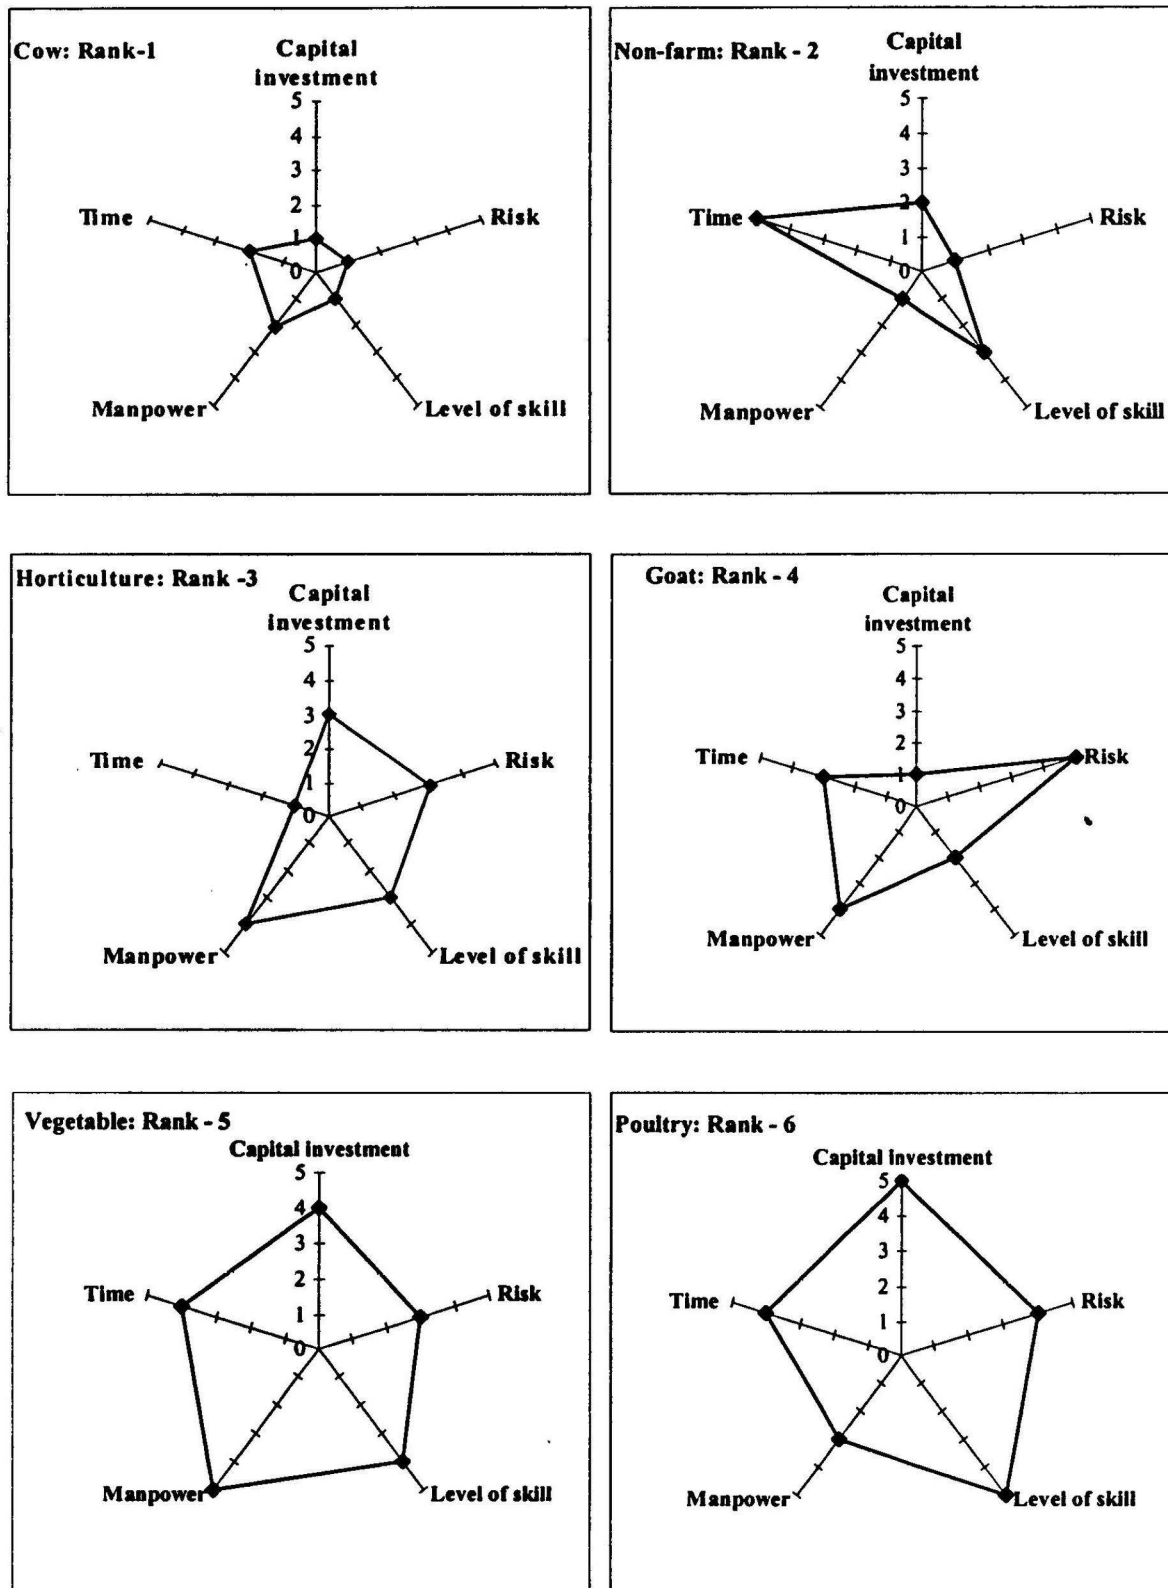 Cow: Rank-1
Capital
investment
5
4
3
2
1
0
Time
Risk
Manpower
Level of skill
Non-farm: Rank - 2
Capital
investment
5
4
3
2
1
0
Time
Risk
Manpower
Level of skill
Horticulture: Rank -3
Capital
investment
5
4
3
2
1
0
Time
Risk
Manpower
Level of skill
Goat: Rank - 4
Capital
investment
5
4
3
2
1
0
Time
Risk
Manpower
Level of skill
Vegetable: Rank - 5
Capital investment
5
4
3
2
1
0
Time
Risk
Manpower
Level of skill
Poultry: Rank - 6
Capital investment
5
4
3
2
1
0
Time
Risk
Manpower
Level of skill